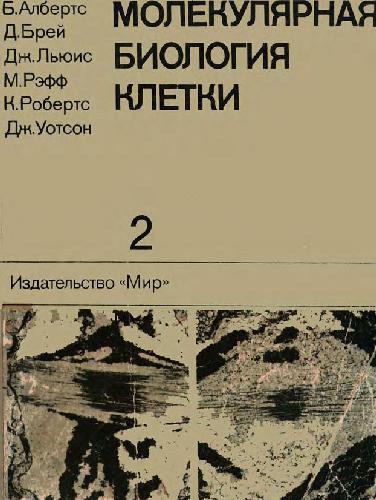 Б.Албертс
Д.Брей
Дж.Льюис
М.Рэфф
К.Робертс
Дж.Уотсон
МОЛЕКУЛЯРНАЯ
БИОЛОГИЯ
КЛЕТКИ
2
Издательство «Мир»